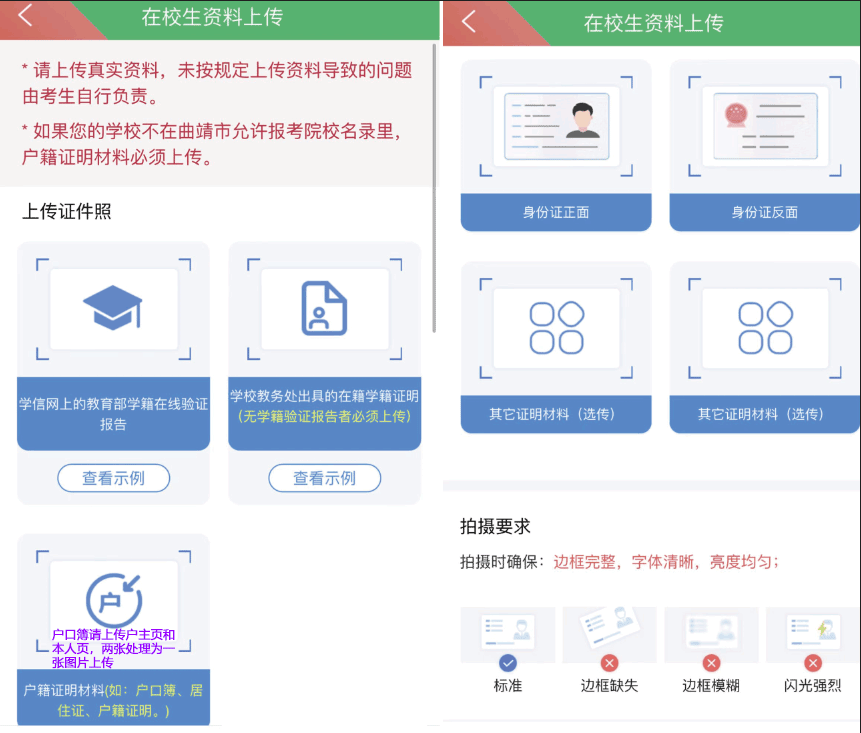 在校生资料上传
* 请上传真实资料，未按规定上传资料导致的问题
由考生自行负责。
* 如果您的学校不在曲靖市允许报考院校名录里，
户籍证明材料必须上传。
上传证件照
学信网上的教育部学籍在线验证
报告
学校教务处出具的在籍学籍证明
（无学籍验证报告者必须上传）
查看示例
查看示例
户
户口簿请上传户主页和
本人页，两张处理为一
张图片上传
户籍证明材料(如：户口簿、居
住证、户籍证明。)
在校生资料上传
身份证正面
身份证反面
其它证明材料（选传）
其它证明材料（选传）
拍摄要求
拍摄时确保：边框完整，字体清晰，亮度均匀；
标准
边框缺失
边框模糊
闪光强烈